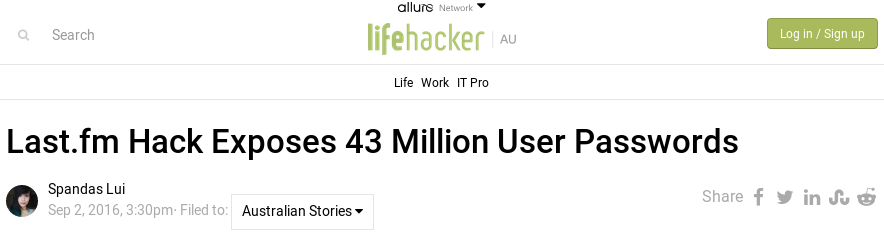 allure Network
Search
lifehacker AU
Log in / Sign up
Life Work IT Pro
Last.fm Hack Exposes 43 Million User Passwords
Spandas Lui
Share
Sep 2, 2016, 3:30pm· Filed to: Australian Stories